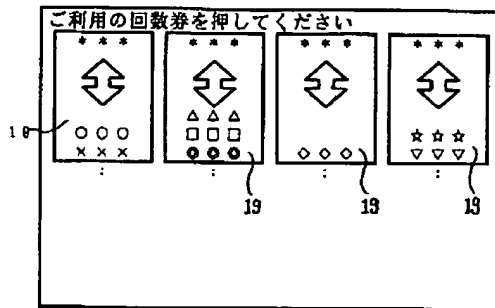 ご利用の回数券を押してください
＊＊＊ ＊＊＊ ＊＊＊ ＊＊＊
△△△
○○○ □□□ ☆☆☆
××× ◎◎◎ ◇◇◇ ▽▽▽
： ： ： ：
18 19 19 19